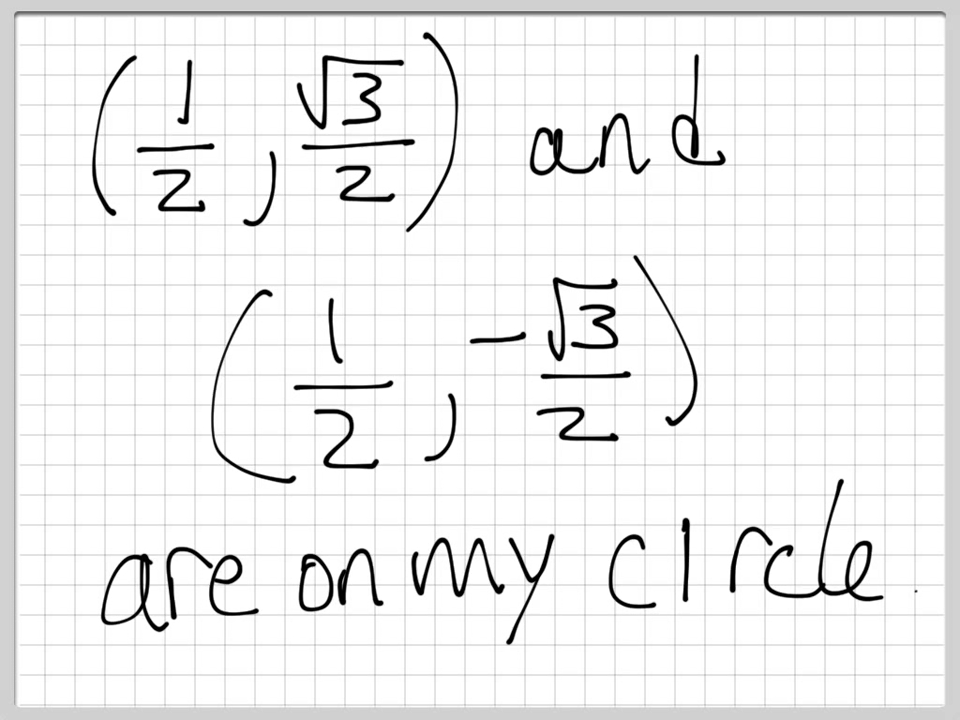 (1/2, √3/2) and
(1/2, -√3/2)
are on my circle.